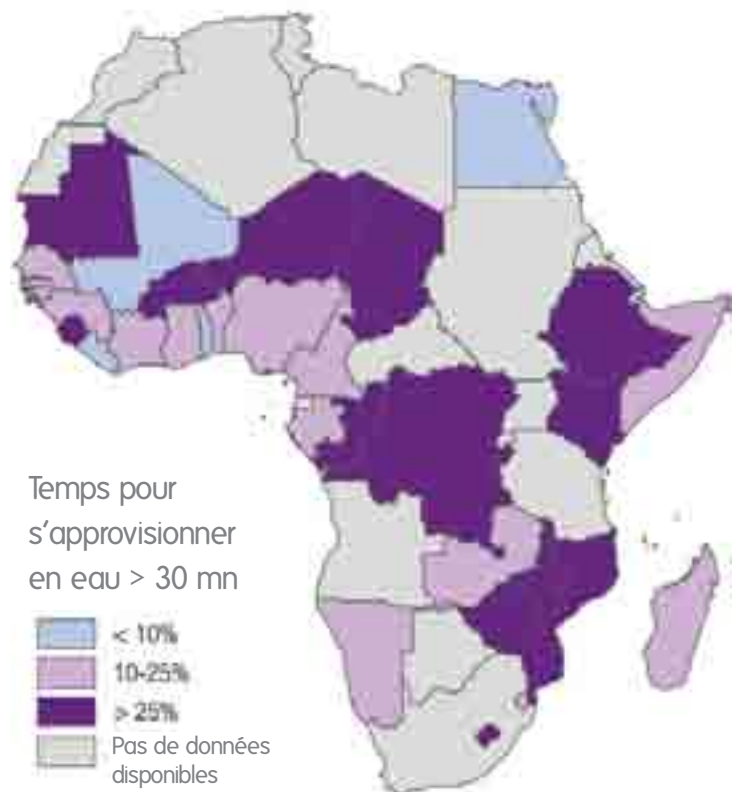 Temps pour
s’approvisionner
en eau > 30 mn
< 10%
10-25%
> 25%
Pas de données
disponibles